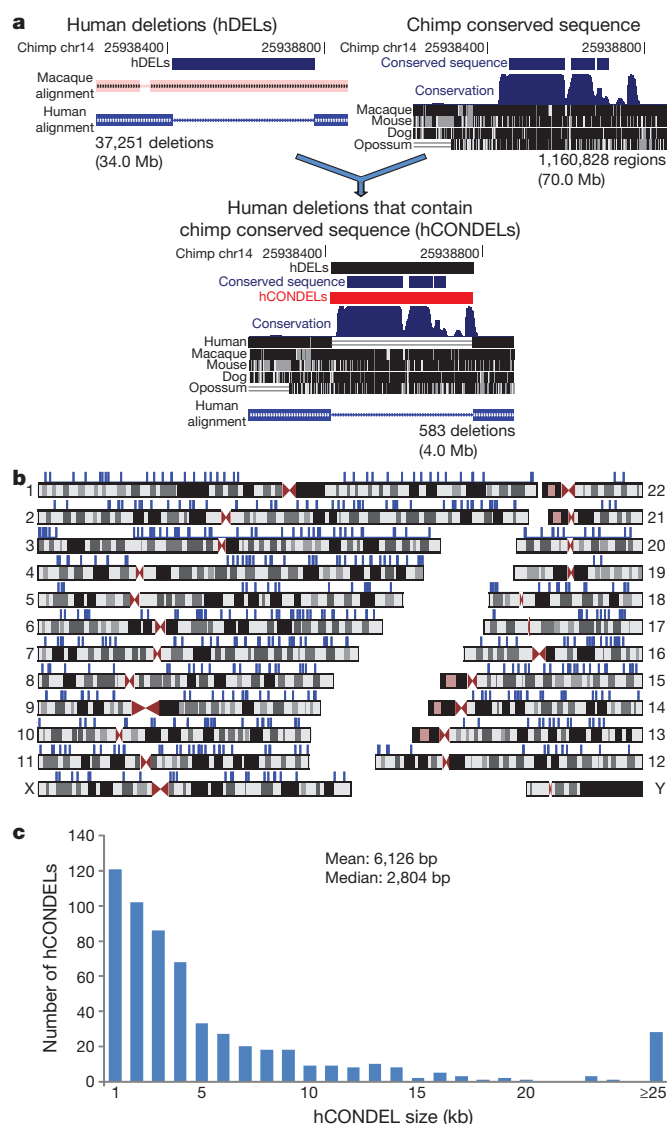 a
Human deletions (hDELs)
Chimp chr14 25938400 25938800
hDELs
Macaque
alignment
Human
alignment
37,251 deletions
(34.0 Mb)
Chimp conserved sequence
Chimp chr14 25938400 25938800
Conserved sequence
Conservation
Macaque
Mouse
Dog
Opossum
1,160,828 regions
(70.0 Mb)
Human deletions that contain
chimp conserved sequence (hCONDELs)
Chimp chr14 25938400 25938800
hDELs
Conserved sequence
hCONDELs
Conservation
Human
Macaque
Mouse
Dog
Opossum
Human
alignment
583 deletions
(4.0 Mb)
b
1 22
2 21
3 20
4 19
5 18
6 17
7 16
8 15
9 14
10 13
11 12
X Y
c
140
120
100
80
60
40
20
0
Number of hCONDELs
Mean: 6,126 bp
Median: 2,804 bp
1 5 10 15 20 ≥25
hCONDEL size (kb)